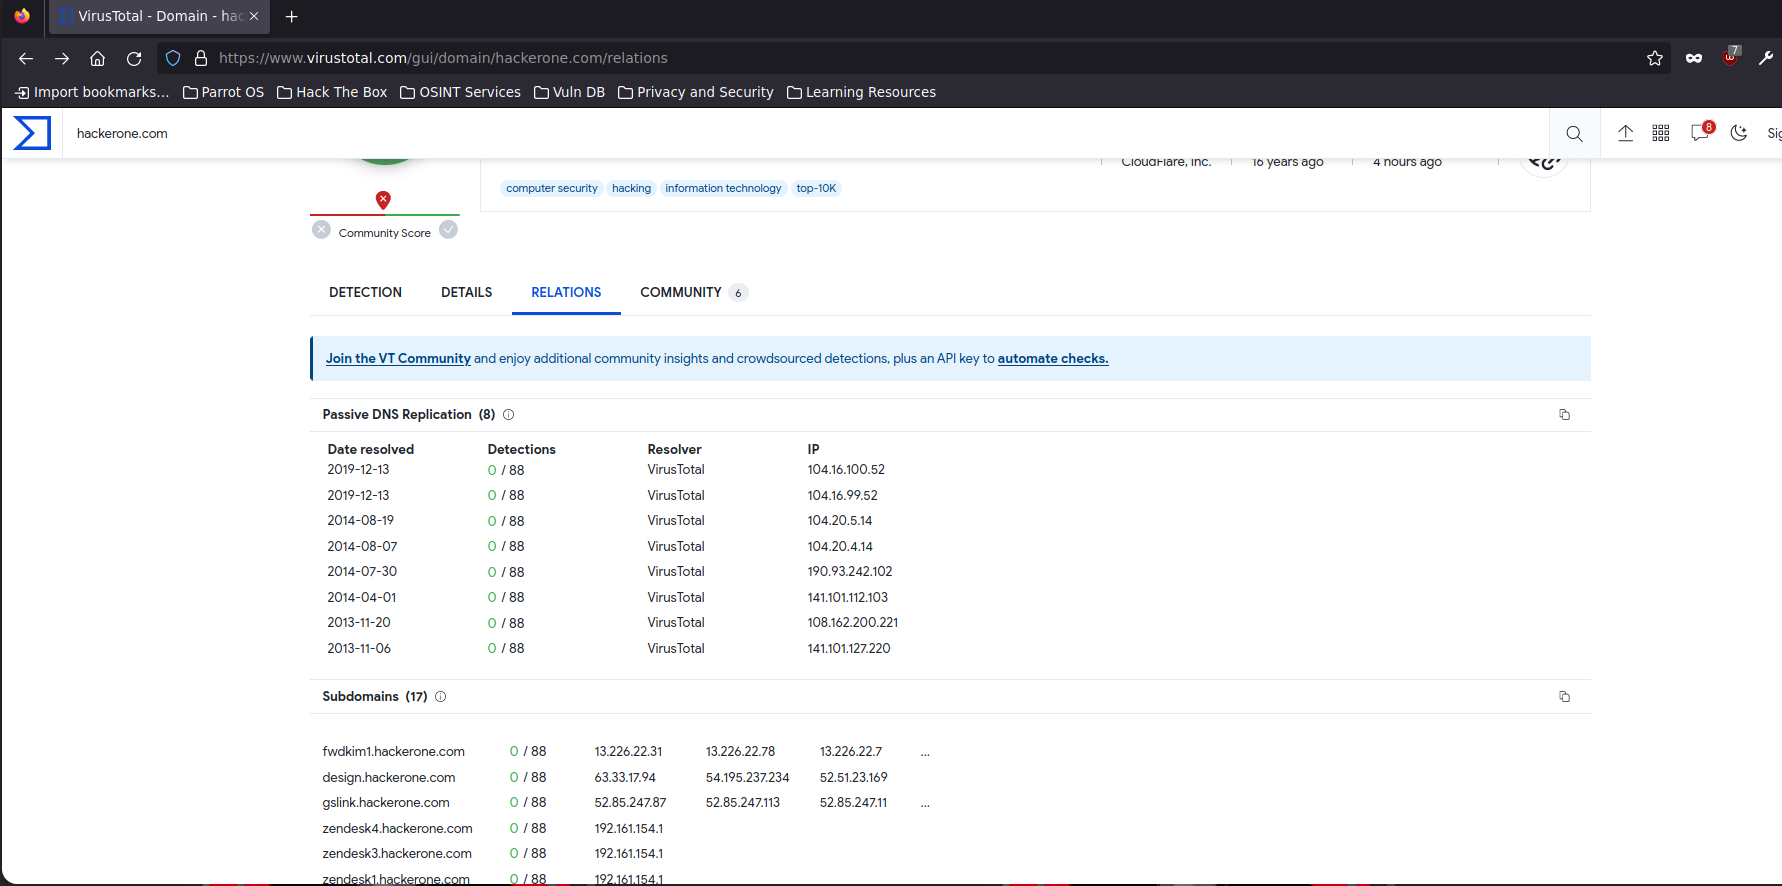 VirusTotal - Domain - hac
https://www.virustotal.com/gui/domain/hackerone.com/relations
7
Import bookmarks... Parrot OS Hack The Box OSINT Services Vuln DB Privacy and Security Learning Resources
hackerone.com
8
Sig
CloudFlare, Inc. 16 years ago 4 hours ago
computer security hacking information technology top-10K
Community Score
DETECTION DETAILS RELATIONS COMMUNITY 6
Join the VT Community and enjoy additional community insights and crowdsourced detections, plus an API key to automate checks.
Passive DNS Replication (8)
Date resolved Detections Resolver IP
2019-12-13 0 / 88 VirusTotal 104.16.100.52
2019-12-13 0 / 88 VirusTotal 104.16.99.52
2014-08-19 0 / 88 VirusTotal 104.20.5.14
2014-08-07 0 / 88 VirusTotal 104.20.4.14
2014-07-30 0 / 88 VirusTotal 190.93.242.102
2014-04-01 0 / 88 VirusTotal 141.101.112.103
2013-11-20 0 / 88 VirusTotal 108.162.200.221
2013-11-06 0 / 88 VirusTotal 141.101.127.220
Subdomains (17)
fwdkim1.hackerone.com 0 / 88 13.226.22.31 13.226.22.78 13.226.22.7 ...
design.hackerone.com 0 / 88 63.33.17.94 54.195.237.234 52.51.23.169
gslink.hackerone.com 0 / 88 52.85.247.87 52.85.247.113 52.85.247.11 ...
zendesk4.hackerone.com 0 / 88 192.161.154.1
zendesk3.hackerone.com 0 / 88 192.161.154.1
zendesk1.hackerone.com 0 / 88 192.161.154.1